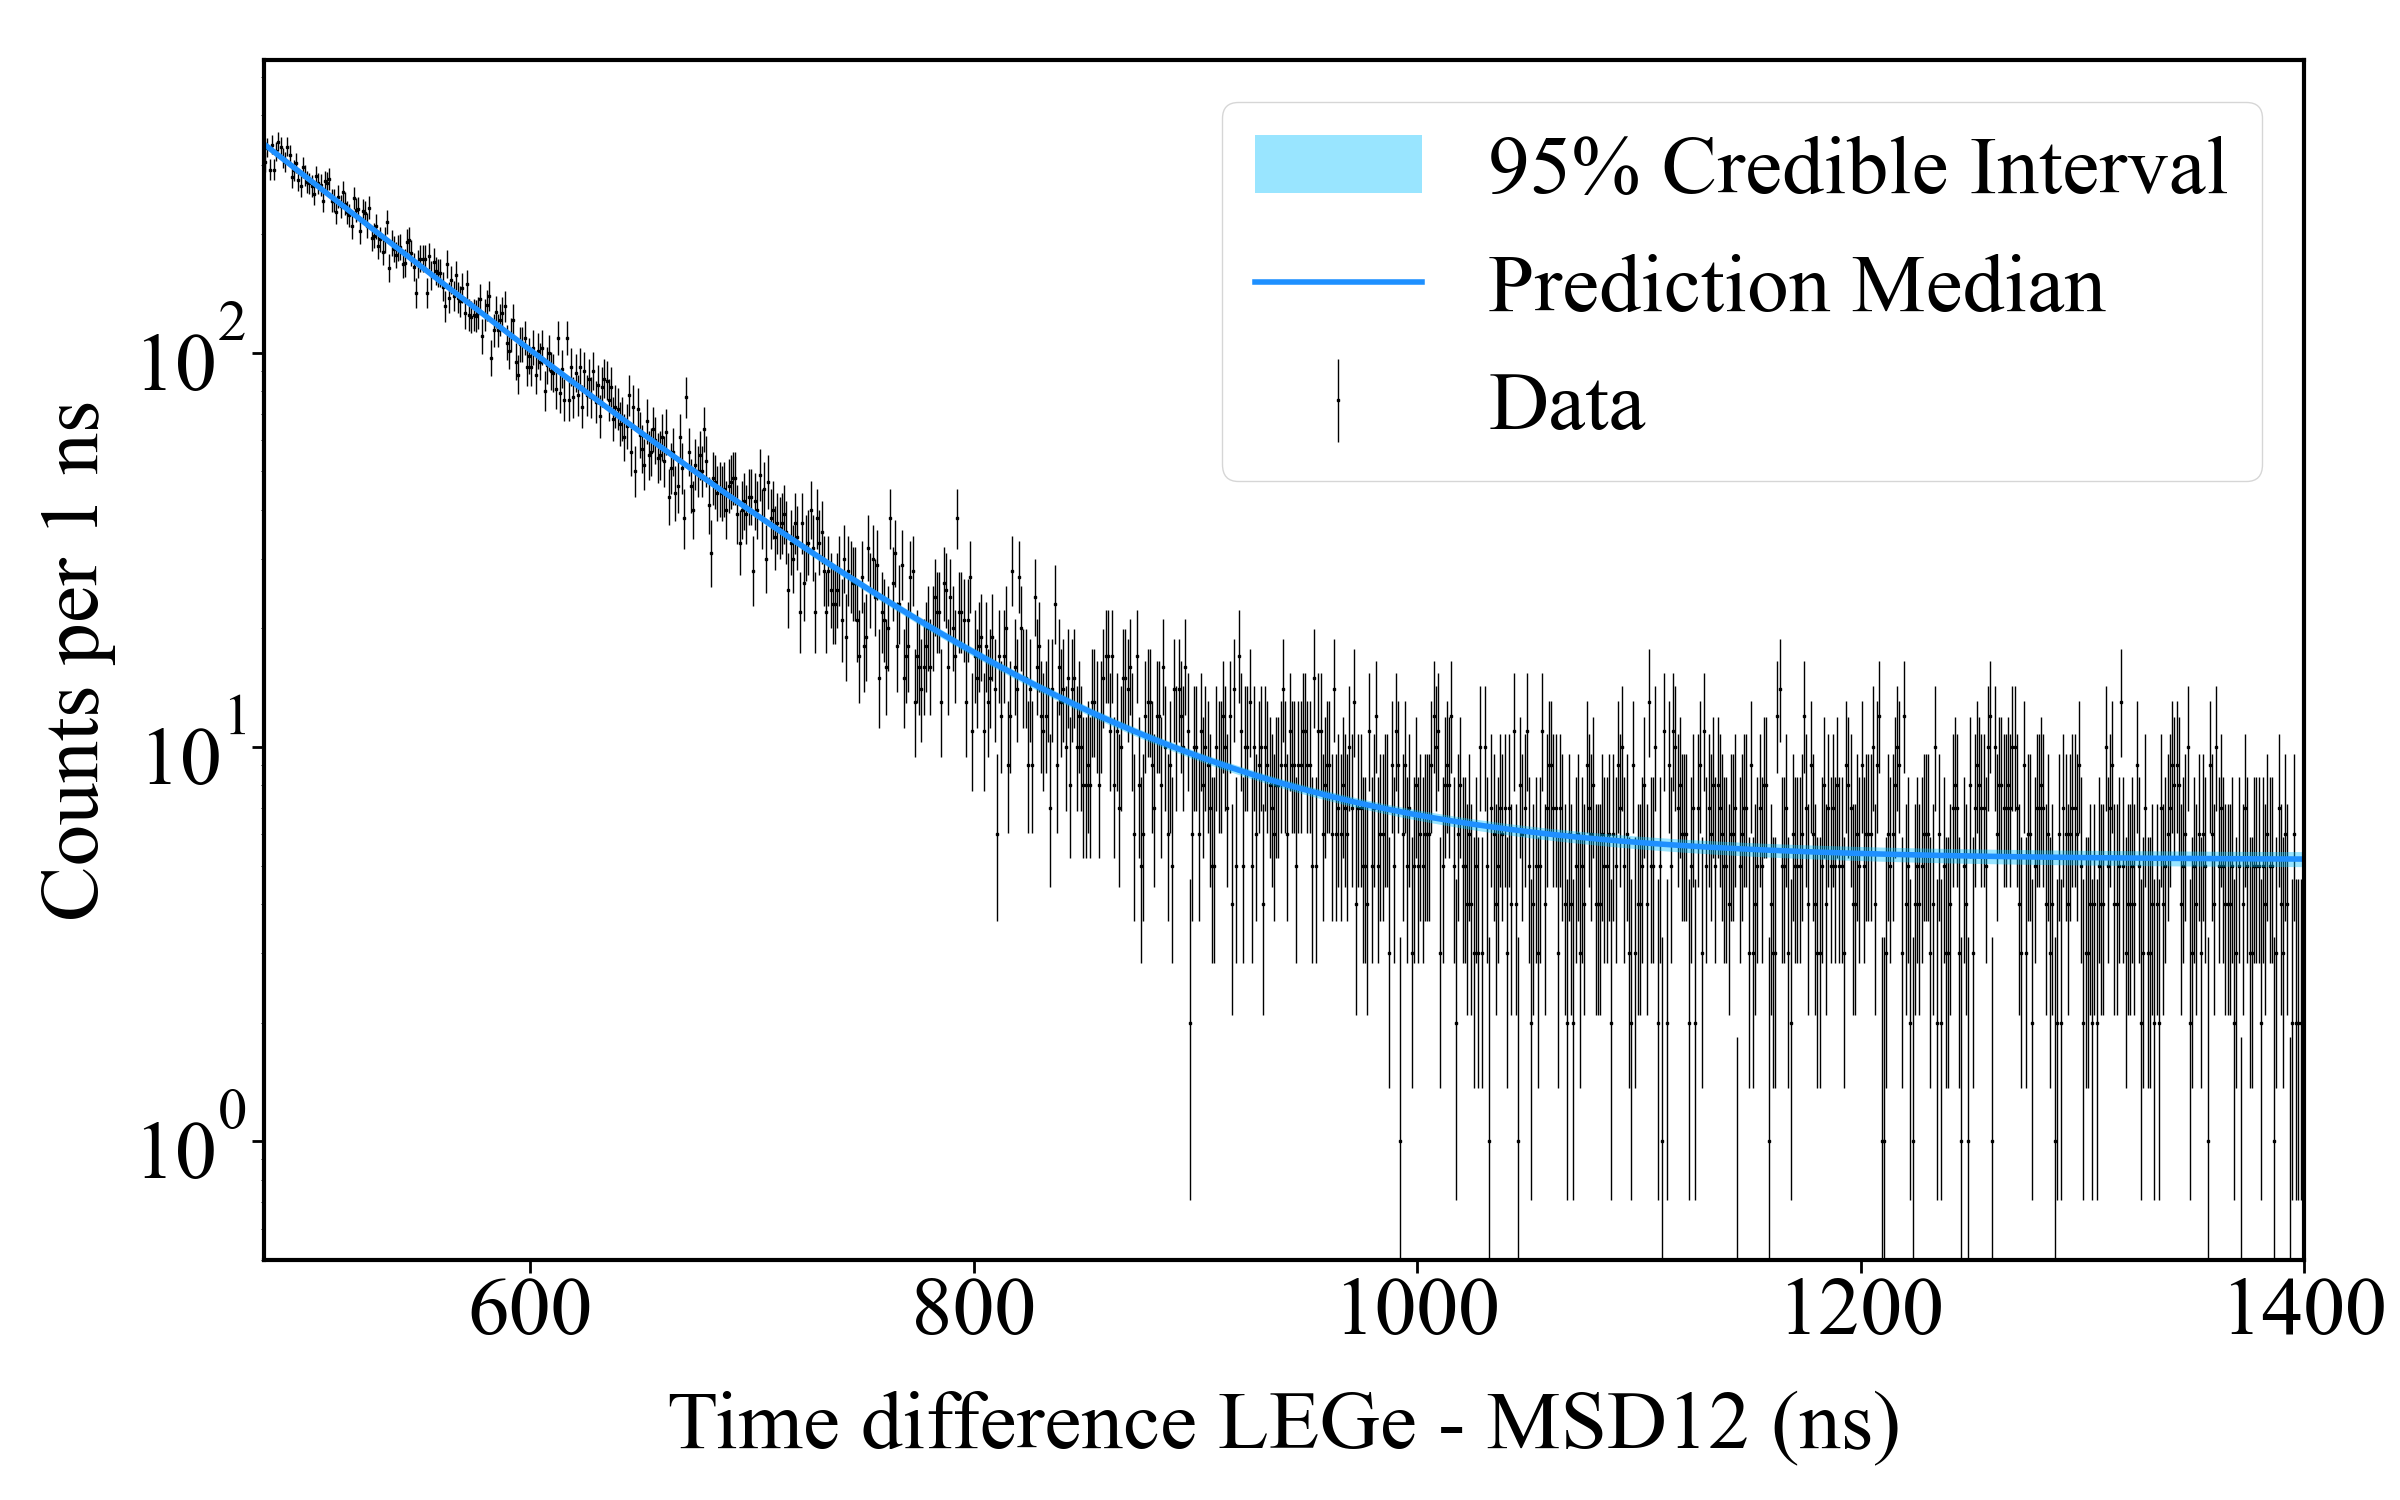 95% Credible Interval
Prediction Median
Data
Counts per 1 ns
10^2
10^1
10^0
600 800 1000 1200 1400
Time difference LEGe - MSD12 (ns)